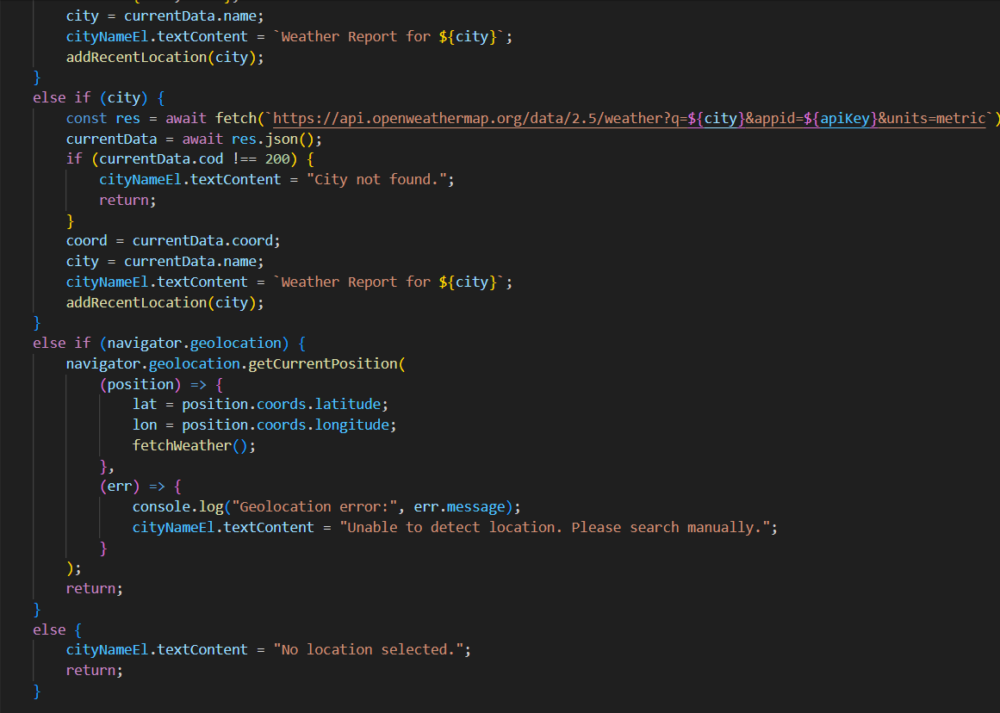 city = currentData.name;
cityNameEl.textContent = `Weather Report for ${city}`;
addRecentLocation(city);
}
else if (city) {
const res = await fetch(`https://api.openweathermap.org/data/2.5/weather?q=${city}&appid=${apiKey}&units=metric`)
currentData = await res.json();
if (currentData.cod !== 200) {
cityNameEl.textContent = "City not found.";
return;
}
coord = currentData.coord;
city = currentData.name;
cityNameEl.textContent = `Weather Report for ${city}`;
addRecentLocation(city);
}
else if (navigator.geolocation) {
navigator.geolocation.getCurrentPosition(
(position) => {
lat = position.coords.latitude;
lon = position.coords.longitude;
fetchWeather();
},
(err) => {
console.log("Geolocation error:", err.message);
cityNameEl.textContent = "Unable to detect location. Please search manually.";
}
);
return;
}
else {
cityNameEl.textContent = "No location selected.";
return;
}